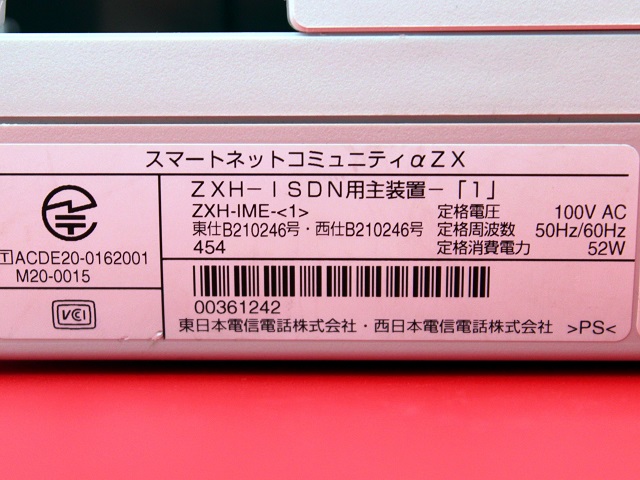 スマートネットコミュニティαZX
ZXH-ISDN用主装置-「1」
ZXH-IME-<1>
定格電圧 100V AC
東仕B210246号・西仕B210246号
定格周波数 50Hz/60Hz
454
定格消費電力 52W
T ACDE20-0162001
M20-0015
VCI
00361242
東日本電信電話株式会社・西日本電信電話株式会社 >PS<